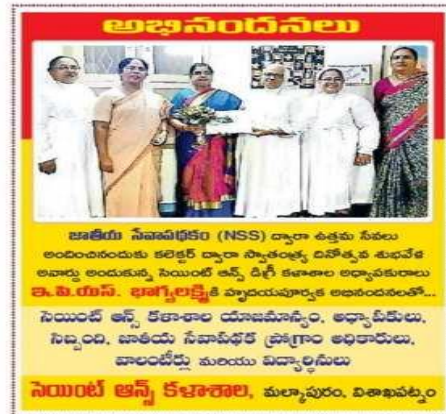 అభినందనలు
జాతీయ సేవాపథకం (NSS) ద్వారా ఉత్తమ సేవలు
అందించినందుకు కలెక్టర్ ద్వారా స్వాతంత్ర్య దినోత్సవ శుభవేళ
అవార్డు అందుకున్న సెయింట్ ఆన్స్ డిగ్రీ కళాశాల అధ్యాపకురాలు
ఇ.పి.యస్. భాగ్యలక్ష్మికి హృదయపూర్వక అభినందనలతో...
సెయింట్ ఆన్స్ కళాశాల యాజమాన్యం, అధ్యాపకులు,
సిబ్బంది, జాతీయ సేవాపథక ప్రోగ్రాం అధికారులు,
వాలంటీర్లు మరియు విద్యార్థినులు
సెయింట్ ఆన్స్ కళాశాల, మల్కాపురం, విశాఖపట్నం